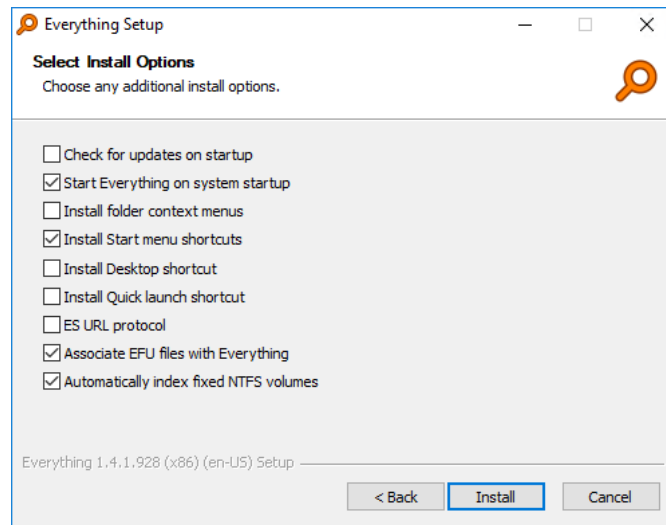 Everything Setup
Select Install Options
Choose any additional install options.
Check for updates on startup
Start Everything on system startup
Install folder context menus
Install Start menu shortcuts
Install Desktop shortcut
Install Quick launch shortcut
ES URL protocol
Associate EFU files with Everything
Automatically index fixed NTFS volumes
Everything 1.4.1.928 (x86) (en-US) Setup
< Back Install Cancel